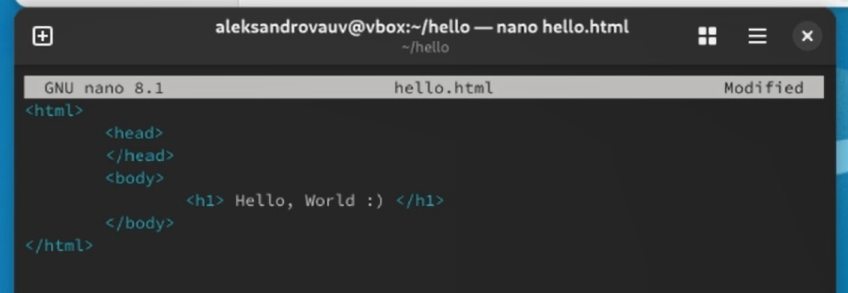 aleksandrovauv@vbox:~/hello — nano hello.html
~/hello
GNU nano 8.1 hello.html Modified
<html>
<head>
</head>
<body>
<h1> Hello, World :) </h1>
</body>
</html>